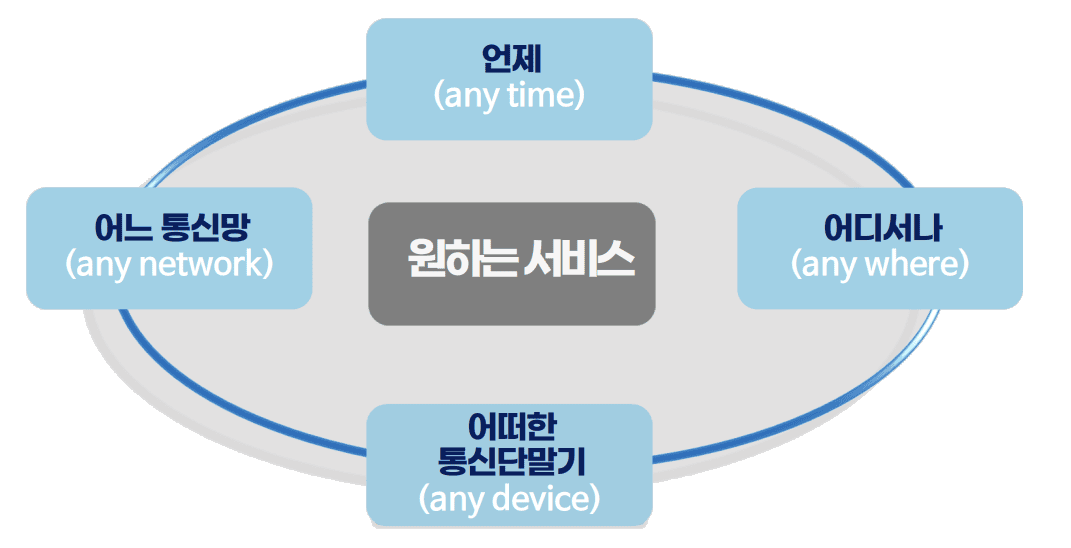 언제
(any time)
어느 통신망
(any network)
원하는 서비스
어디서나
(any where)
어떠한
통신단말기
(any device)